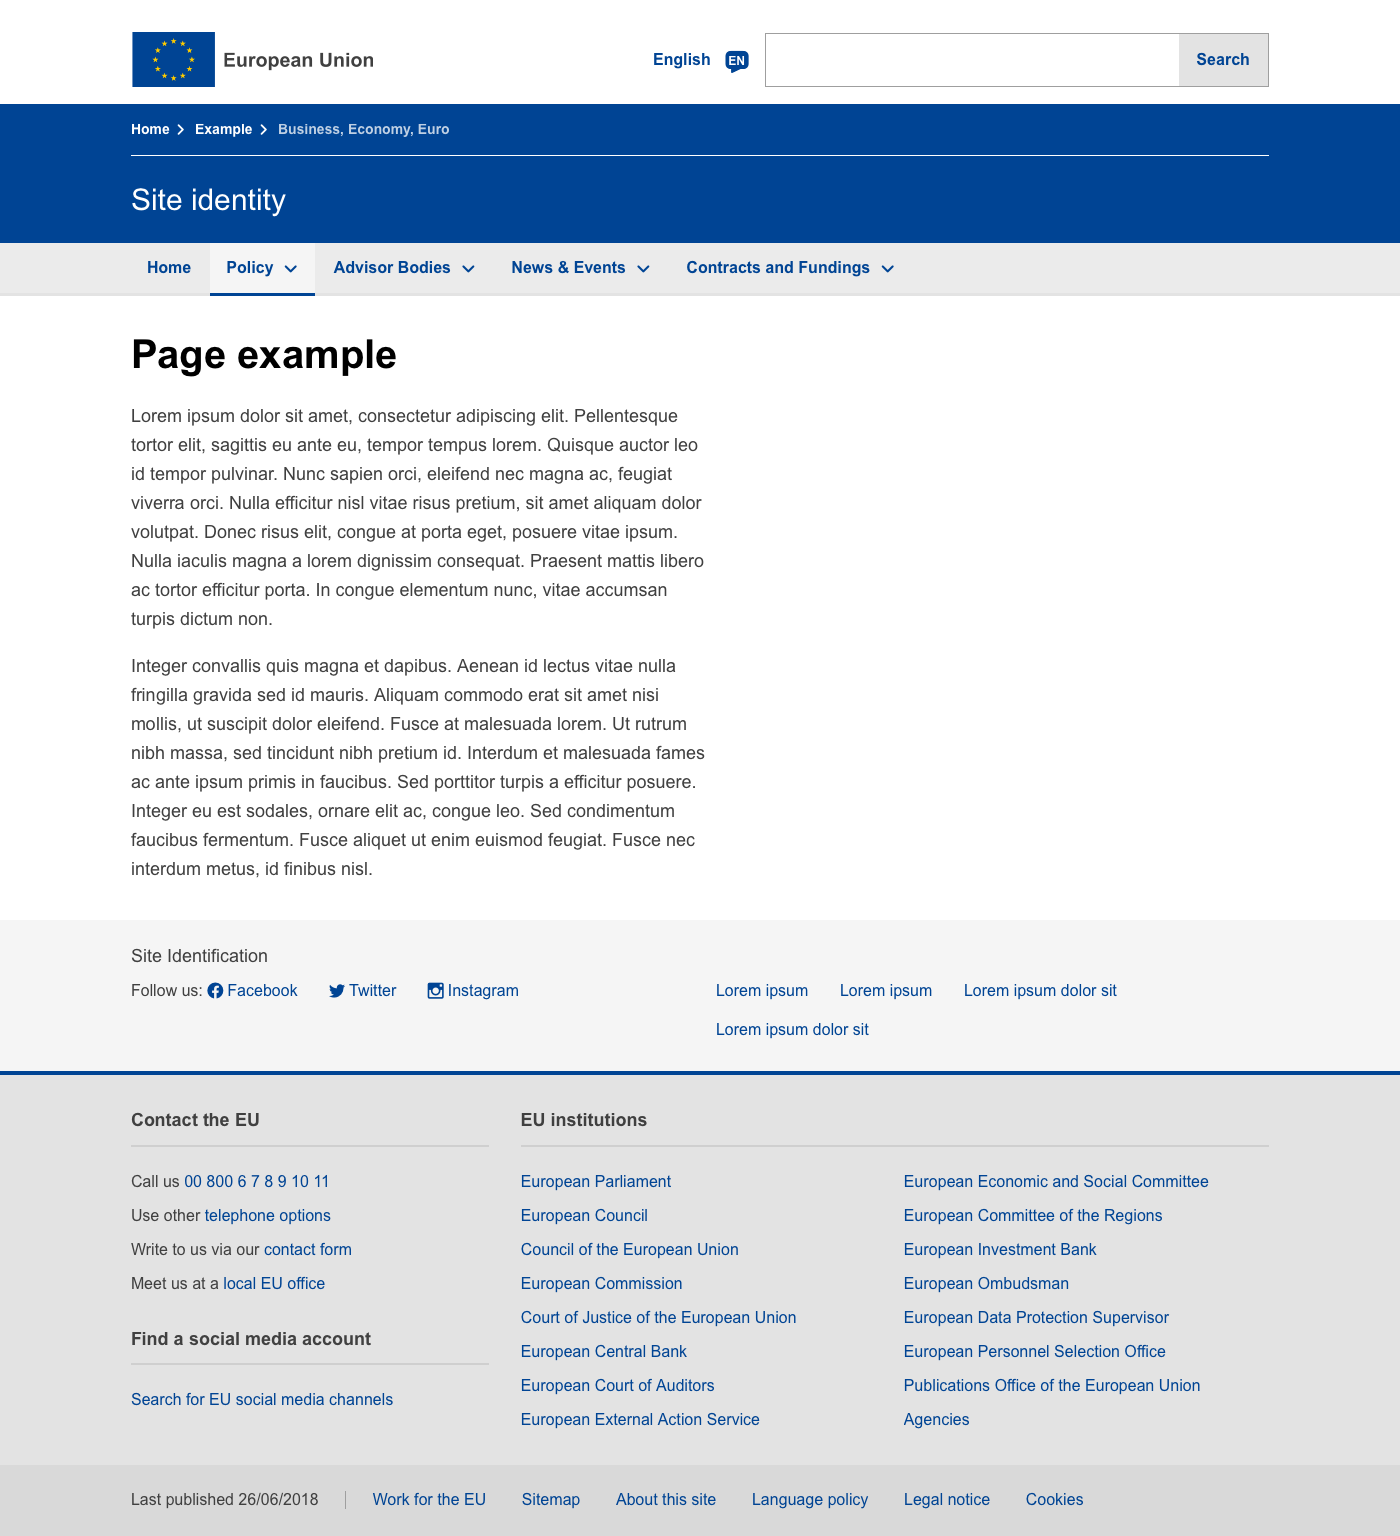 European Union
English EN Search
Home Example Business, Economy, Euro
Site identity
Home Policy Advisor Bodies News & Events Contracts and Fundings
Page example
Lorem ipsum dolor sit amet, consectetur adipiscing elit. Pellentesque
tortor elit, sagittis eu ante eu, tempor tempus lorem. Quisque auctor leo
id tempor pulvinar. Nunc sapien orci, eleifend nec magna ac, feugiat
viverra orci. Nulla efficitur nisl vitae risus pretium, sit amet aliquam dolor
volutpat. Donec risus elit, congue at porta eget, posuere vitae ipsum.
Nulla iaculis magna a lorem dignissim consequat. Praesent mattis libero
ac tortor efficitur porta. In congue elementum nunc, vitae accumsan
turpis dictum non.
Integer convallis quis magna et dapibus. Aenean id lectus vitae nulla
fringilla gravida sed id mauris. Aliquam commodo erat sit amet nisi
mollis, ut suscipit dolor eleifend. Fusce at malesuada lorem. Ut rutrum
nibh massa, sed tincidunt nibh pretium id. Interdum et malesuada fames
ac ante ipsum primis in faucibus. Sed porttitor turpis a efficitur posuere.
Integer eu est sodales, ornare elit ac, congue leo. Sed condimentum
faucibus fermentum. Fusce aliquet ut enim euismod feugiat. Fusce nec
interdum metus, id finibus nisl.
Site Identification
Follow us: Facebook Twitter Instagram
Lorem ipsum Lorem ipsum Lorem ipsum dolor sit
Lorem ipsum dolor sit
Contact the EU
Call us 00 800 6 7 8 9 10 11
Use other telephone options
Write to us via our contact form
Meet us at a local EU office
Find a social media account
Search for EU social media channels
EU institutions
European Parliament
European Council
Council of the European Union
European Commission
Court of Justice of the European Union
European Central Bank
European Court of Auditors
European External Action Service
European Economic and Social Committee
European Committee of the Regions
European Investment Bank
European Ombudsman
European Data Protection Supervisor
European Personnel Selection Office
Publications Office of the European Union
Agencies
Last published 26/06/2018 Work for the EU Sitemap About this site Language policy Legal notice Cookies